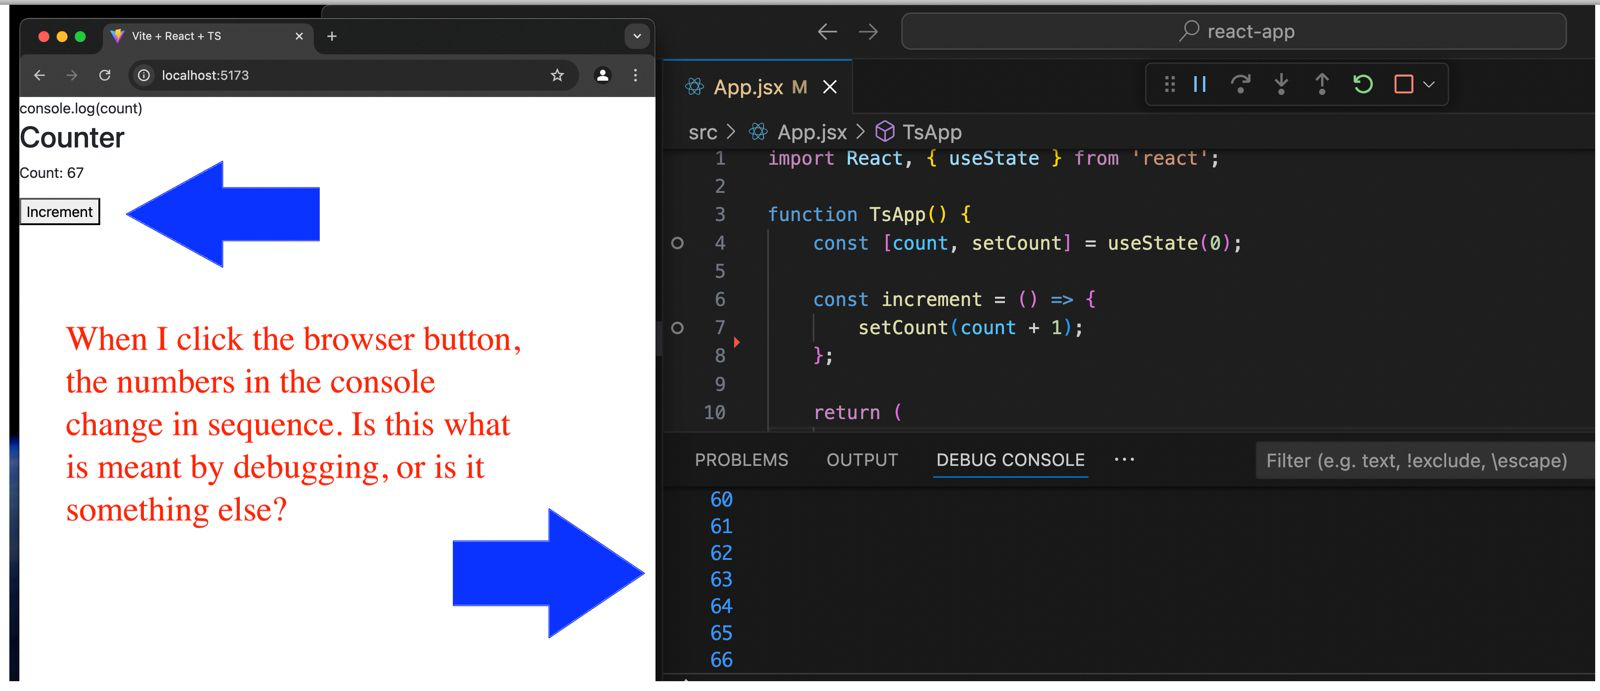 Vite + React + TS
localhost:5173
console.log(count)
Counter
Count: 67
Increment
When I click the browser button,
the numbers in the console
change in sequence. Is this what
is meant by debugging, or is it
something else?
react-app
App.jsx M
src > App.jsx > TsApp
1 import React, { useState } from 'react';
2
3 function TsApp() {
4 const [count, setCount] = useState(0);
5
6 const increment = () => {
7 setCount(count + 1);
8 };
9
10 return (
PROBLEMS OUTPUT DEBUG CONSOLE ... Filter (e.g. text, !exclude, \escape)
60
61
62
63
64
65
66